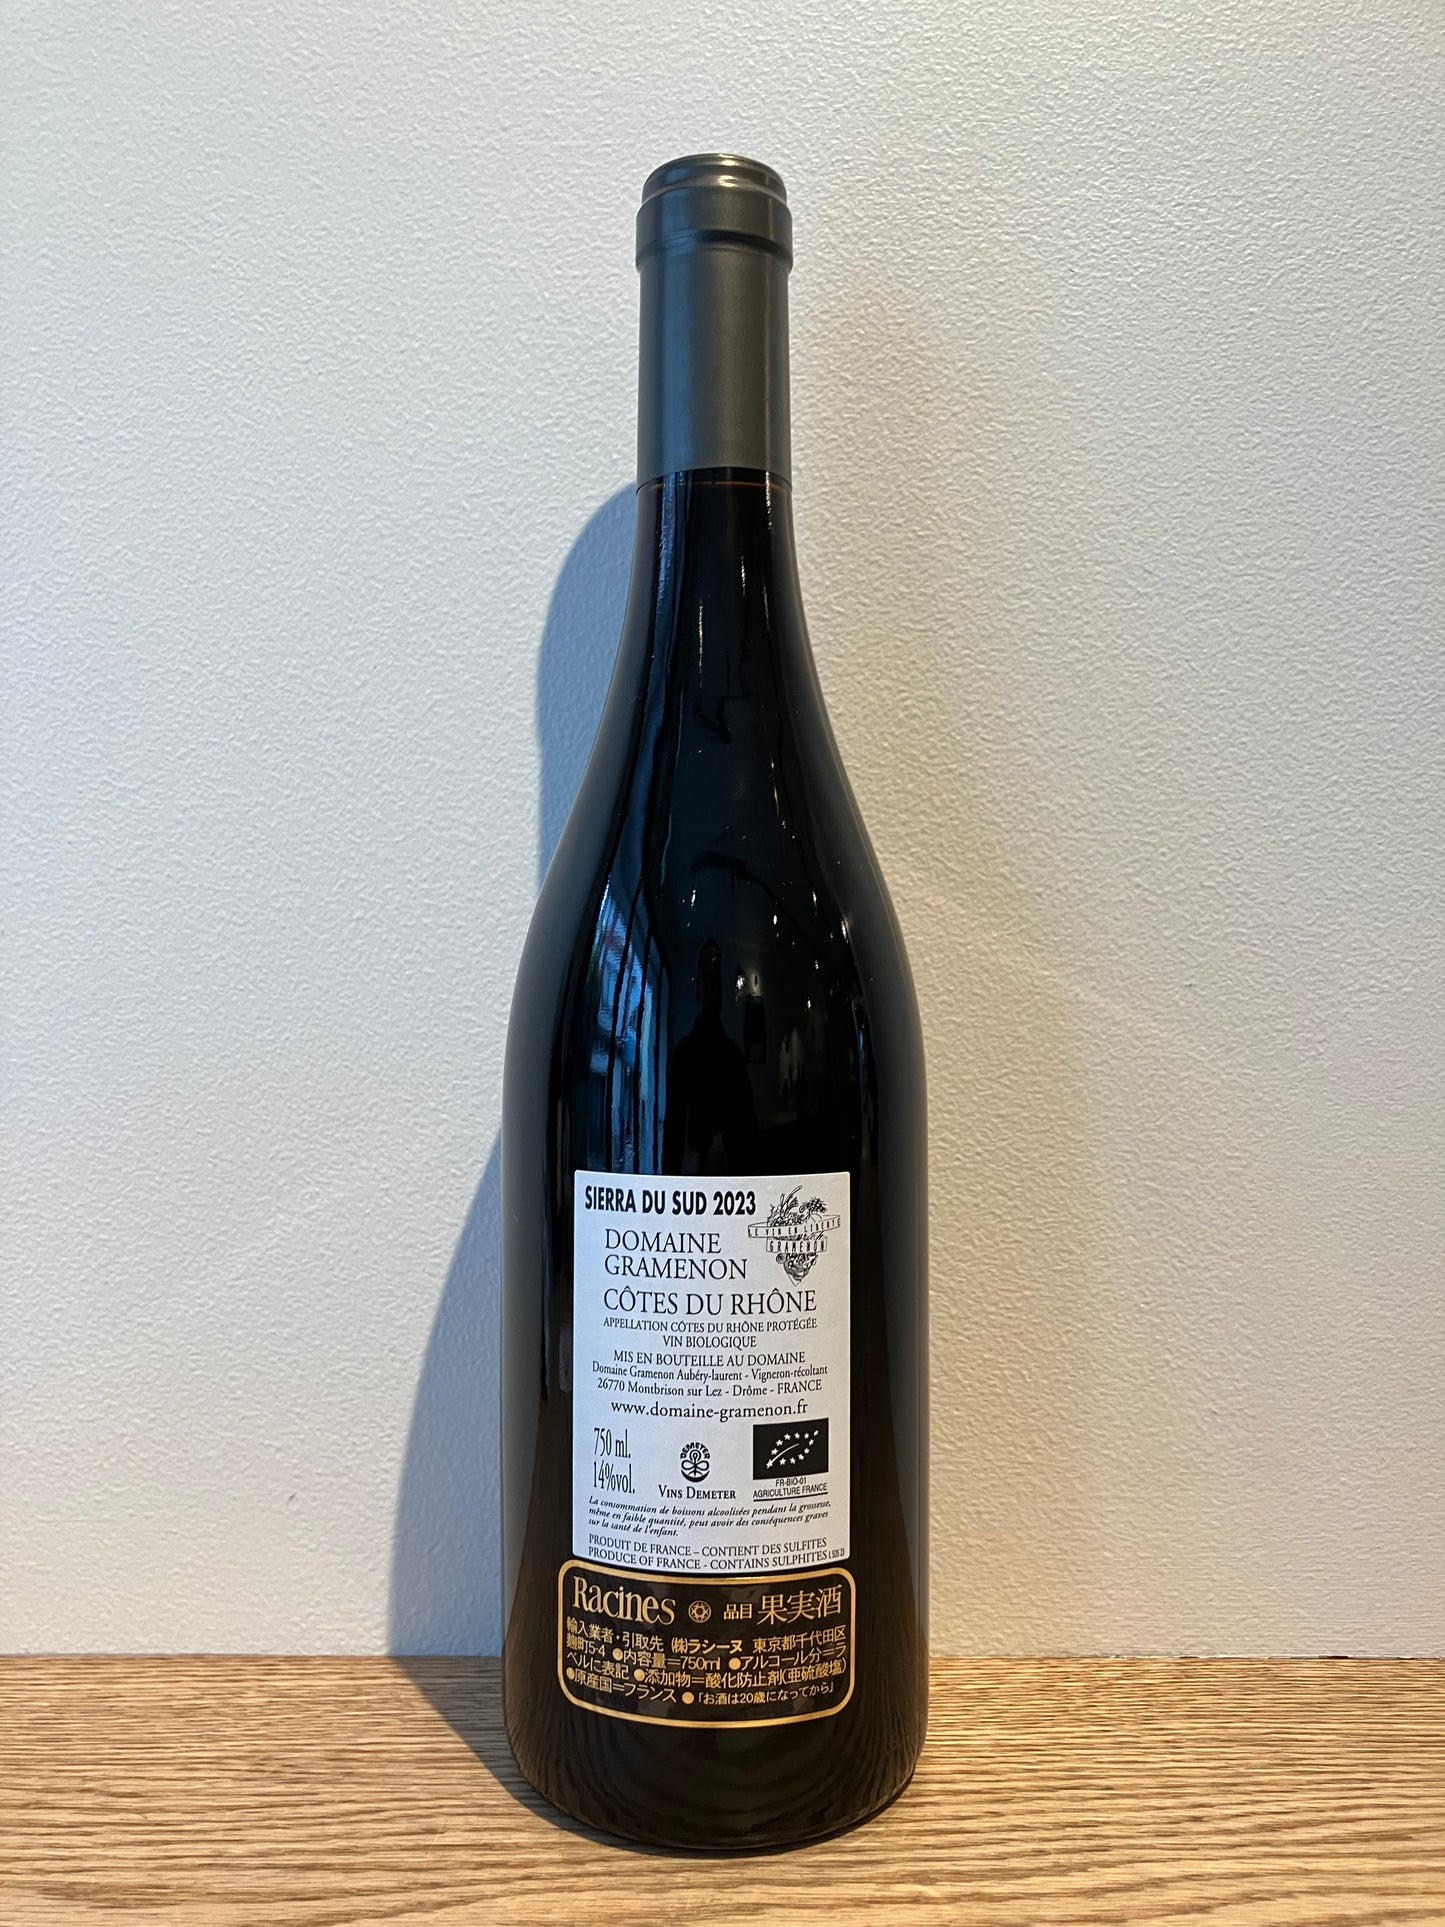 SIERRA DU SUD 2023
LE VIN EN LIBERTÉ
GRAMENON
DOMAINE
GRAMENON
CÔTES DU RHÔNE
APPELLATION CÔTES DU RHÔNE PROTÉGÉE
VIN BIOLOGIQUE
MIS EN BOUTEILLE AU DOMAINE
Domaine Gramenon Aubéry-laurent - Vigneron-récoltant
26770 Montbrison sur Lez - Drôme - FRANCE
www.domaine-gramenon.fr
750 ml.
14%vol.
DEMETER
VINS DEMETER
FR-BIO-01
AGRICULTURE FRANCE
La consommation de boissons alcoolisées pendant la grossesse,
même en faible quantité, peut avoir des conséquences graves
sur la santé de l'enfant.
PRODUIT DE FRANCE – CONTIENT DES SULFITES
PRODUCE OF FRANCE - CONTAINS SULPHITES
Racines 品目 果実酒
輸入業者・引取先 (株)ラシーヌ 東京都千代田区
麹町5-4 ●内容量=750ml ●アルコール分=ラ
ベルに表記 ●添加物=酸化防止剤(亜硫酸塩)
●原産国=フランス ●「お酒は20歳になってから」